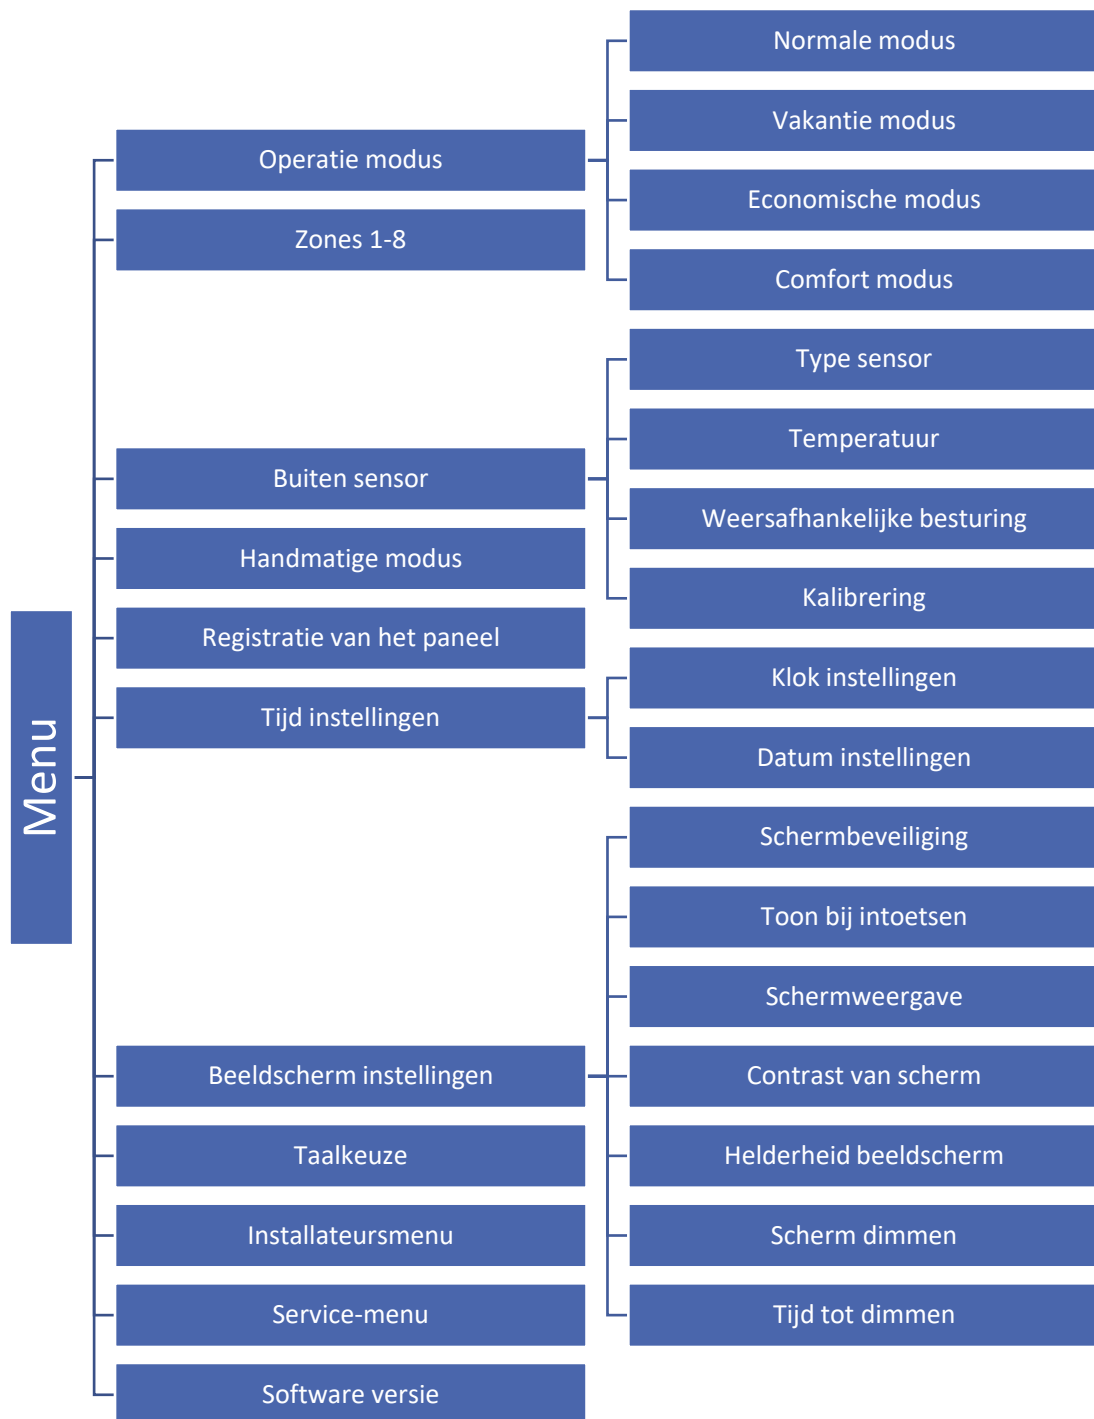 Menu
Operatie modus
Normale modus
Vakantie modus
Economische modus
Comfort modus
Zones 1-8
Buiten sensor
Type sensor
Temperatuur
Weersafhankelijke besturing
Kalibrering
Handmatige modus
Registratie van het paneel
Tijd instellingen
Klok instellingen
Datum instellingen
Beeldscherm instellingen
Schermbeveiliging
Toon bij intoetsen
Schermweergave
Contrast van scherm
Helderheid beeldscherm
Scherm dimmen
Tijd tot dimmen
Taalkeuze
Installateursmenu
Service-menu
Software versie